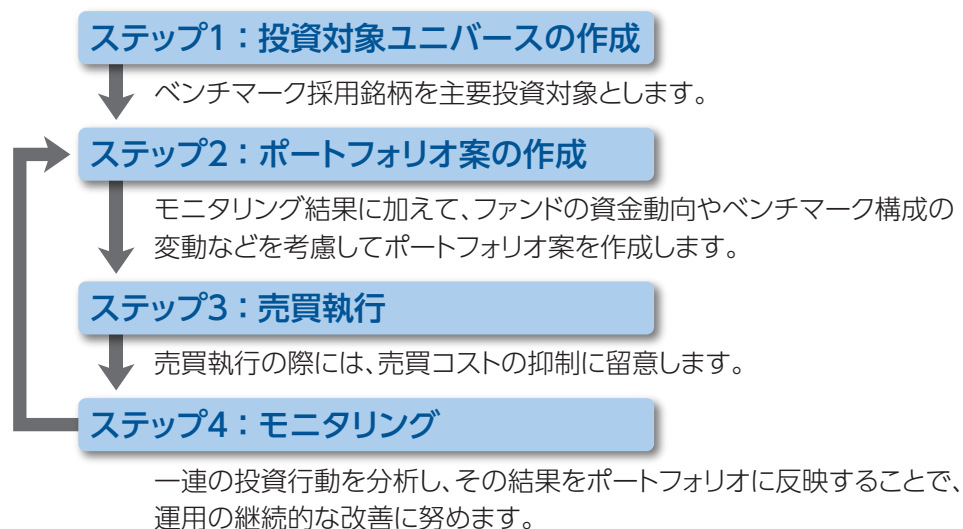 ステップ1：投資対象ユニバースの作成
ベンチマーク採用銘柄を主要投資対象とします。
ステップ2：ポートフォリオ案の作成
モニタリング結果に加えて、ファンドの資金動向やベンチマーク構成の
変動などを考慮してポートフォリオ案を作成します。
ステップ3：売買執行
売買執行の際には、売買コストの抑制に留意します。
ステップ4：モニタリング
一連の投資行動を分析し、その結果をポートフォリオに反映することで、
運用の継続的な改善に努めます。